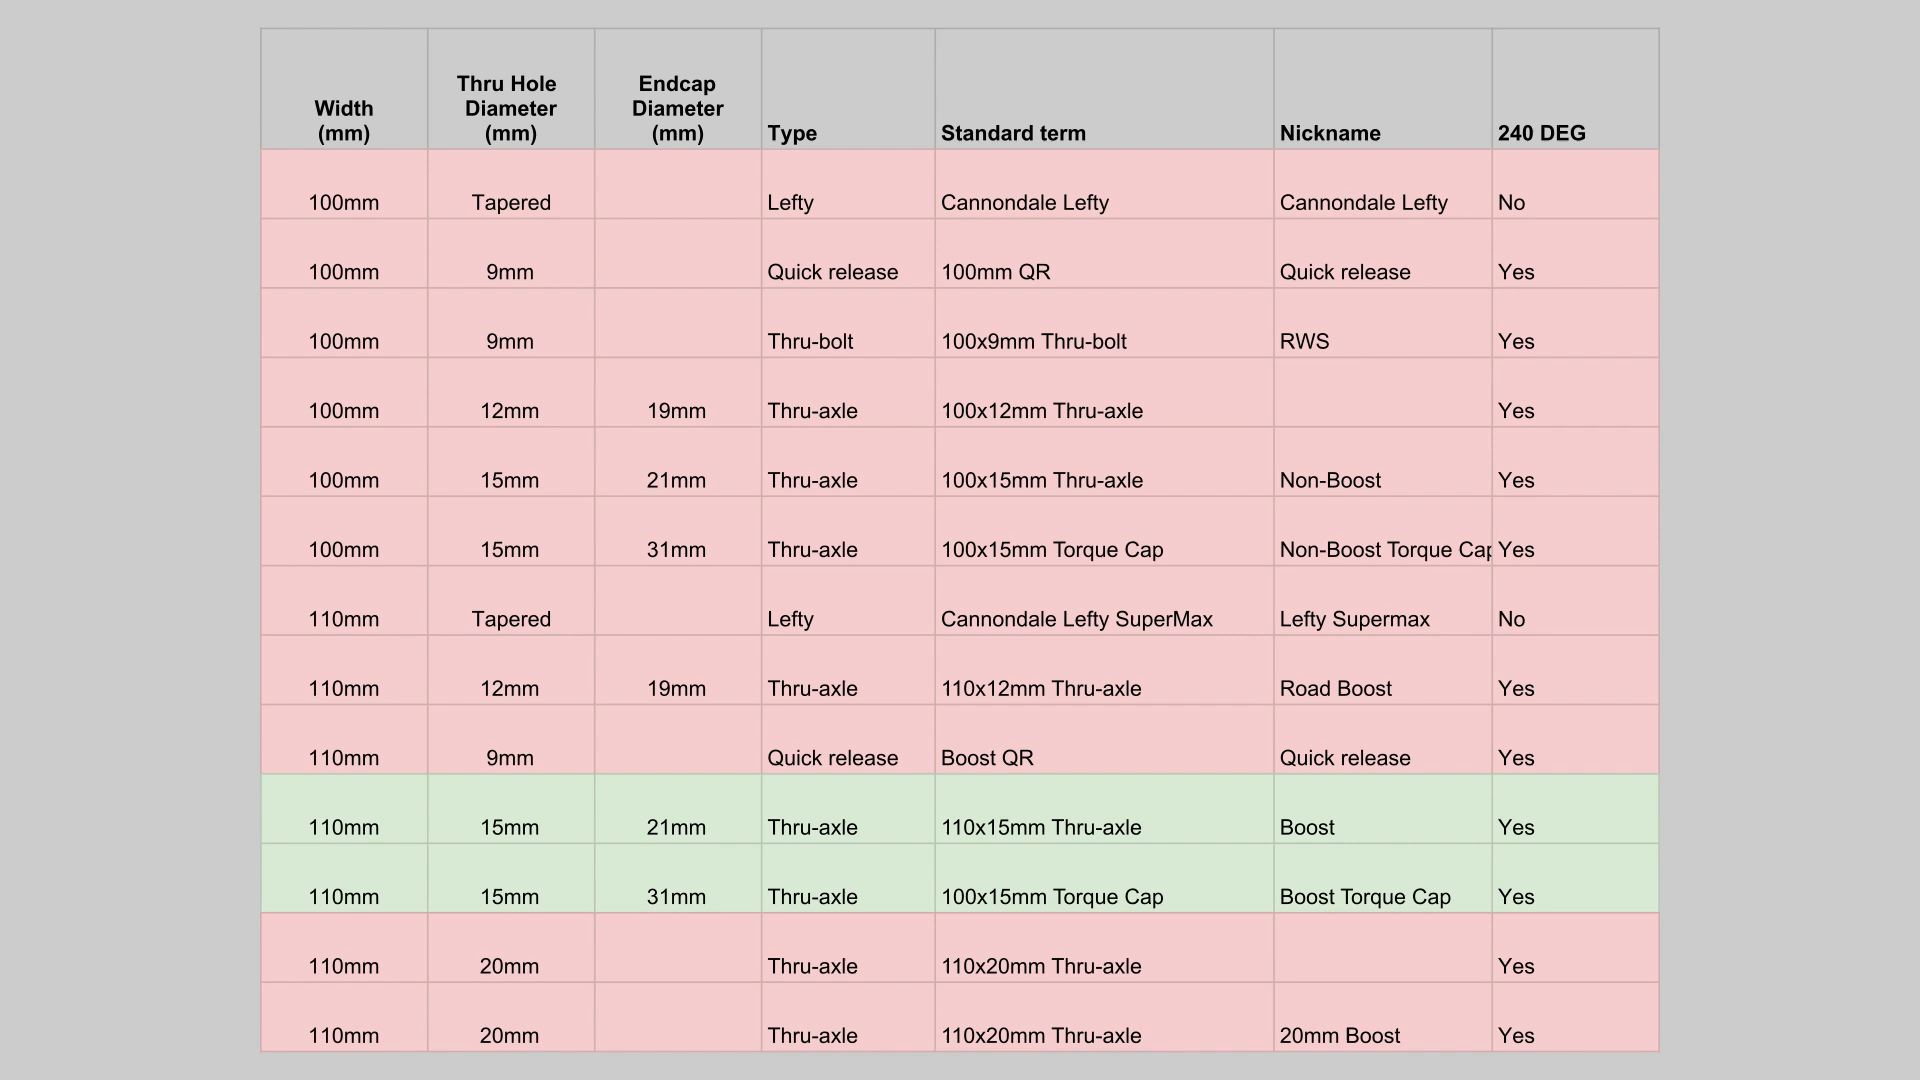 Width (mm) Thru Hole Diameter (mm) Endcap Diameter (mm) Type Standard term Nickname 240 DEG
100mm Tapered Lefty Cannondale Lefty Cannondale Lefty No
100mm 9mm Quick release 100mm QR Quick release Yes
100mm 9mm Thru-bolt 100x9mm Thru-bolt RWS Yes
100mm 12mm 19mm Thru-axle 100x12mm Thru-axle Yes
100mm 15mm 21mm Thru-axle 100x15mm Thru-axle Non-Boost Yes
100mm 15mm 31mm Thru-axle 100x15mm Torque Cap Non-Boost Torque Cap Yes
110mm Tapered Lefty Cannondale Lefty SuperMax Lefty Supermax No
110mm 12mm 19mm Thru-axle 110x12mm Thru-axle Road Boost Yes
110mm 9mm Quick release Boost QR Quick release Yes
110mm 15mm 21mm Thru-axle 110x15mm Thru-axle Boost Yes
110mm 15mm 31mm Thru-axle 100x15mm Torque Cap Boost Torque Cap Yes
110mm 20mm Thru-axle 110x20mm Thru-axle Yes
110mm 20mm Thru-axle 110x20mm Thru-axle 20mm Boost Yes